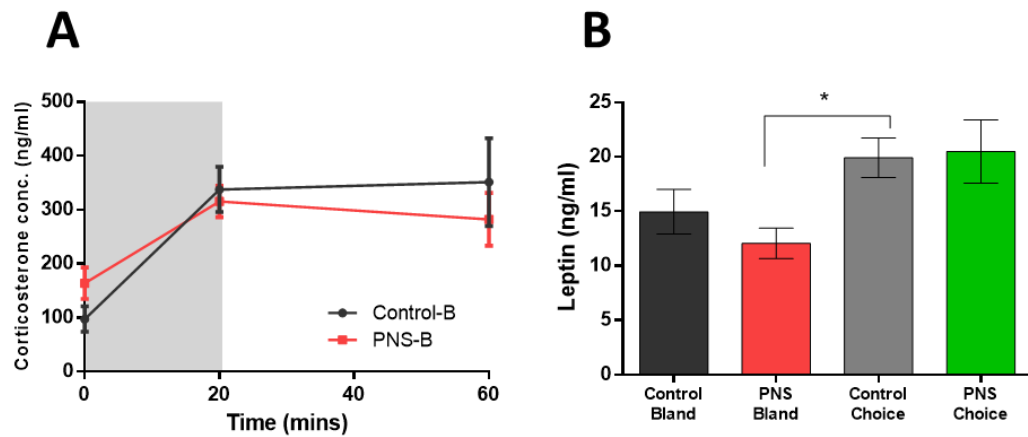 A
Corticosterone conc. (ng/ml)
500
400
300
200
100
0
0
20
40
60
Time (mins)
Control-B
PNS-B
B
Leptin (ng/ml)
25
20
15
10
5
0
*
Control
Bland
PNS
Bland
Control
Choice
PNS
Choice